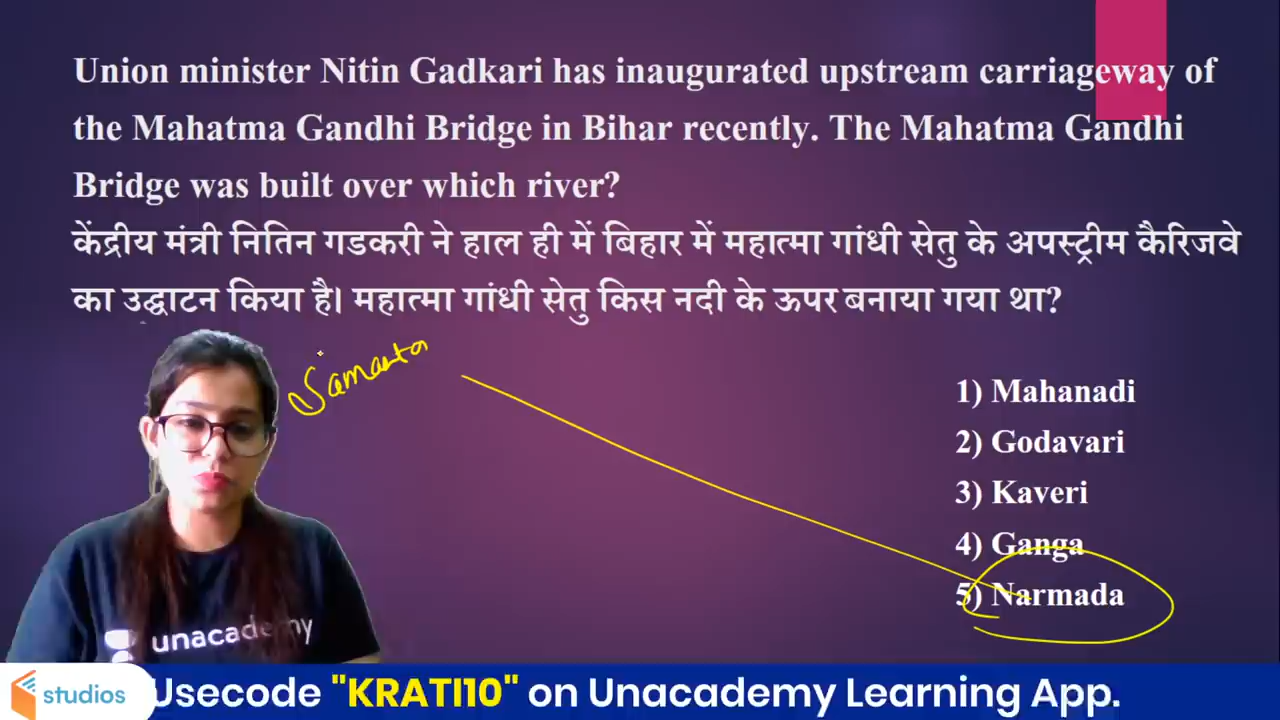 Union minister Nitin Gadkari has inaugurated upstream carriageway of
the Mahatma Gandhi Bridge in Bihar recently. The Mahatma Gandhi
Bridge was built over which river?
केंद्रीय मंत्री नितिन गडकरी ने हाल ही में बिहार में महात्मा गांधी सेतु के अपस्ट्रीम कैरिजवे
का उद्घाटन किया है। महात्मा गांधी सेतु किस नदी के ऊपर बनाया गया था?
1) Mahanadi
2) Godavari
3) Kaveri
4) Ganga
5) Narmada
unacademy
studios
Usecode "KRATI10" on Unacademy Learning App.